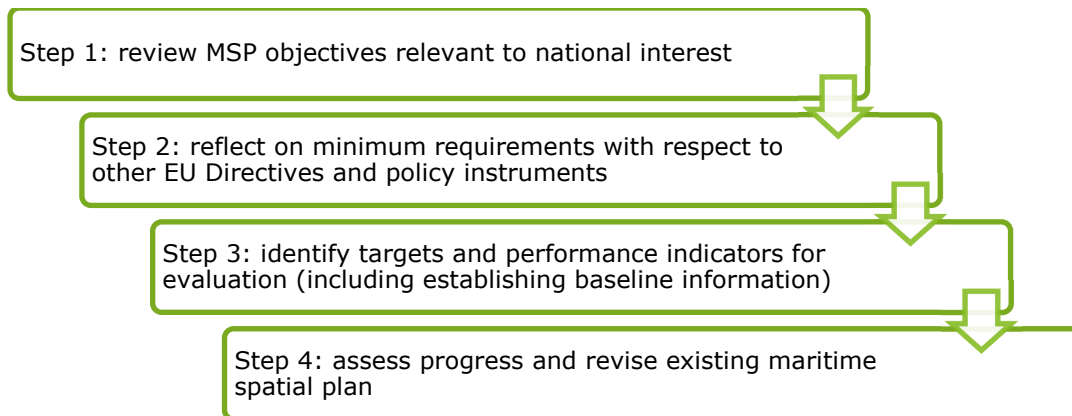 Step 1: review MSP objectives relevant to national interest
Step 2: reflect on minimum requirements with respect to
other EU Directives and policy instruments
Step 3: identify targets and performance indicators for
evaluation (including establishing baseline information)
Step 4: assess progress and revise existing maritime
spatial plan